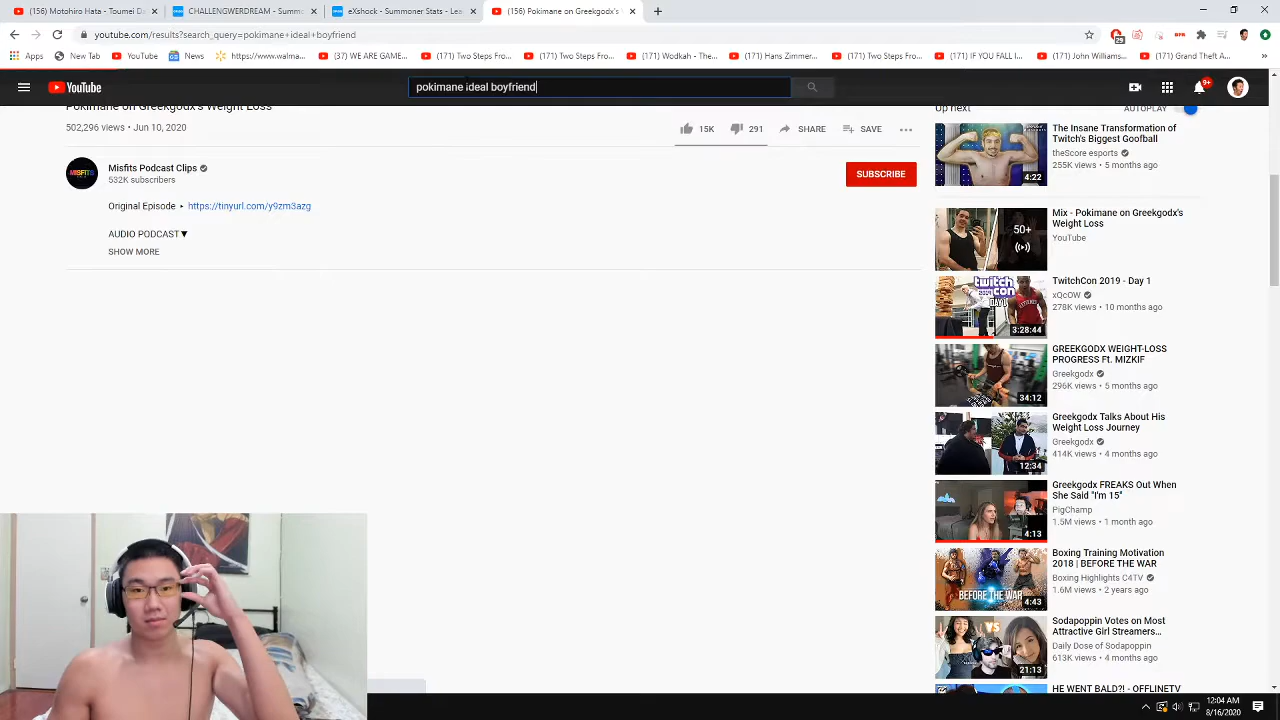 (156) Motohiro Hata - Toumei Da
CHALLENGWERDREAM - Summo
eXshock - Summoner Stats - Lea
(156) Pokimane on Greekgodx's
youtube.com/results?search_query=pokimane+ideal+boyfriend
Apps
New Tab
YouTube
News
https://www.walma...
(37) WE ARE GAME...
(171) Two Steps Fro...
(171) Two Steps Fro...
(171) Wodkah - The...
(171) Hans Zimmer...
(171) Two Steps Fro...
(171) IF YOU FALL I...
(171) John Williams...
(171) Grand Theft A...
YouTube
pokimane ideal boyfriend
9+
Pokimane on Greekgodx's Weight Loss
502,296 views • Jun 10, 2020
15K
291
SHARE
SAVE
Misfits Podcast Clips
532K subscribers
SUBSCRIBE
MISFITS
Original Episode ‣ https://tinyurl.com/y9zm3azg
AUDIO PODCAST▼
SHOW MORE
Up next
AUTOPLAY
The Insane Transformation of
Twitch's Biggest Goofball
theScore esports
255K views • 5 months ago
4:22
Mix - Pokimane on Greekgodx's
Weight Loss
YouTube
50+
TwitchCon 2019 - Day 1
xQcOW
278K views • 10 months ago
3:28:44
GREEKGODX WEIGHT-LOSS
PROGRESS Ft. MIZKIF
Greekgodx
296K views • 5 months ago
34:12
Greekgodx Talks About His
Weight Loss Journey
Greekgodx
414K views • 4 months ago
12:34
Greekgodx FREAKS Out When
She Said "I'm 15"
PigChamp
1.5M views • 1 month ago
4:13
Boxing Training Motivation
2018 | BEFORE THE WAR
Boxing Highlights C4TV
1.6M views • 2 years ago
BEFORE THE WAR
4:43
Sodapoppin Votes on Most
Attractive Girl Streamers...
Daily Dose of Sodapoppin
613K views • 4 months ago
VS
21:13
HE WENT BALD?! - OFFLINETV
12:04 AM
8/16/2020